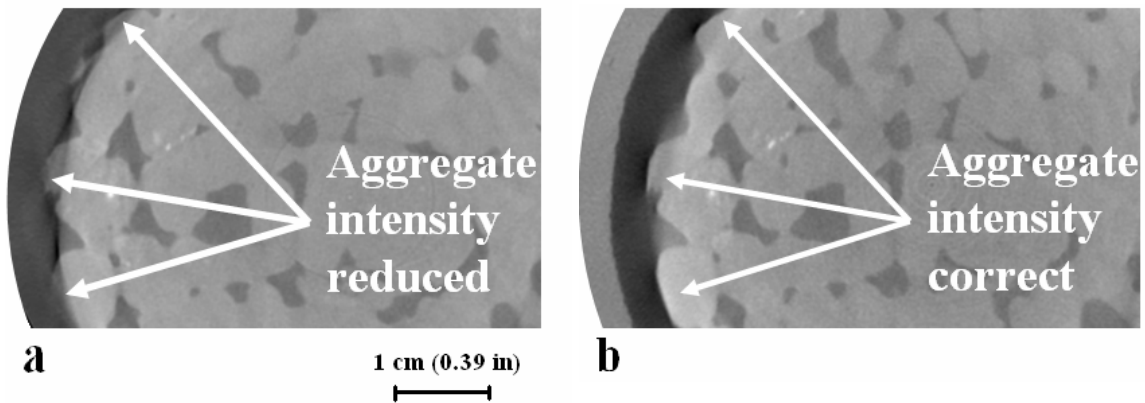 Aggregate
intensity
reduced
Aggregate
intensity
correct
a
1 cm (0.39 in)
b